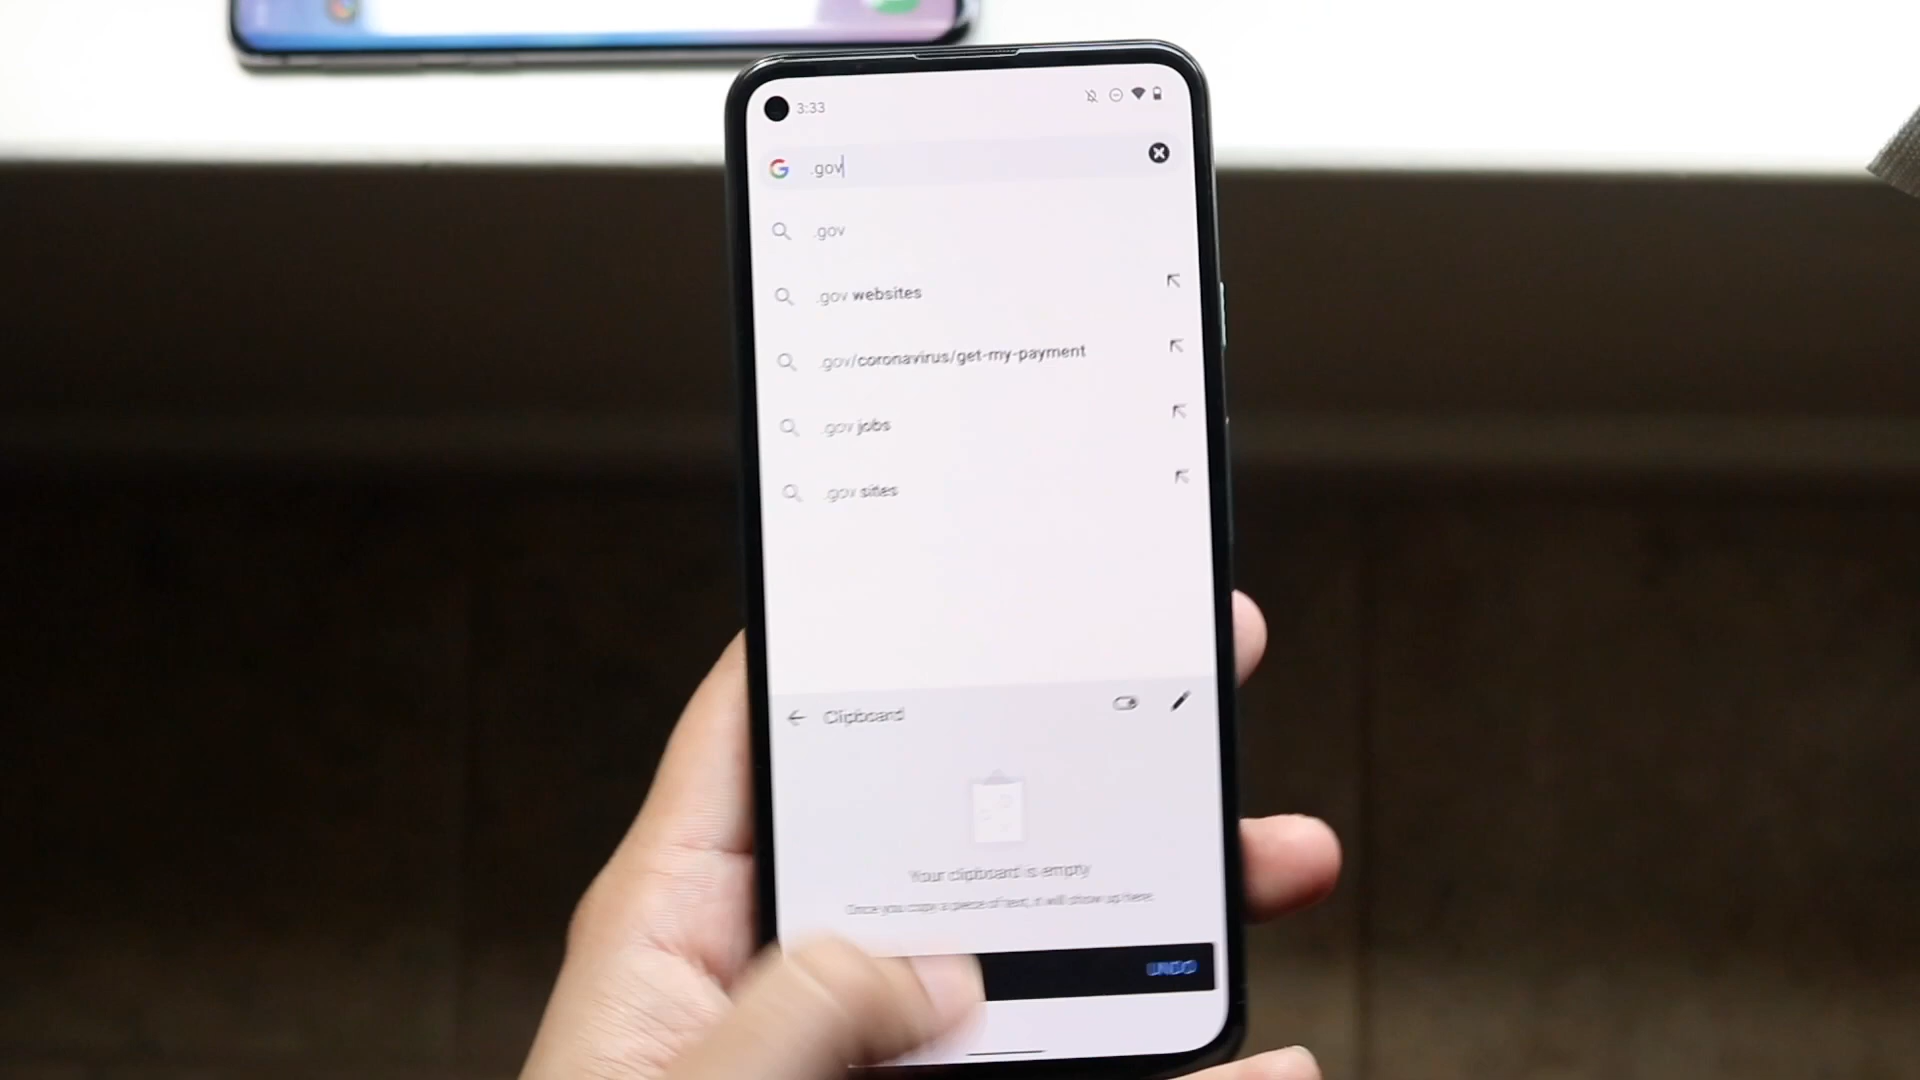 3:33
.gov
.gov
.gov websites
.gov/coronavirus/get-my-payment
.gov jobs
.gov sites
Clipboard
Your clipboard is empty
Once you copy a piece of text, it will show up here
UNDO